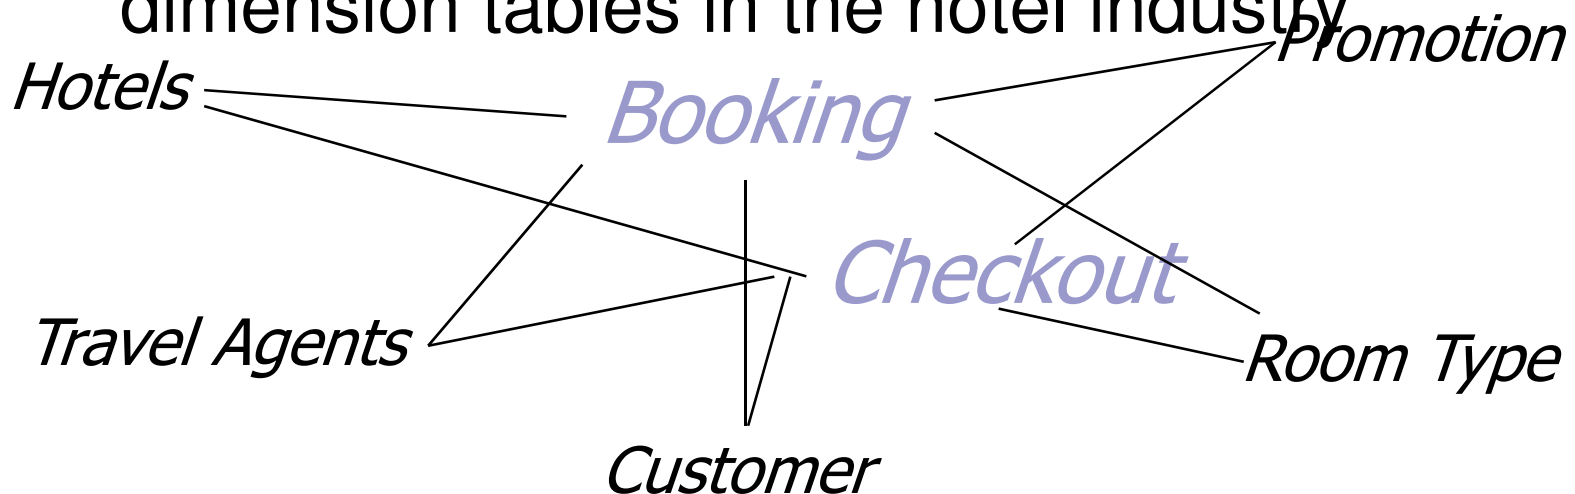 dimension tables in the hotel industry
Promotion
Hotels
Booking
Checkout
Travel Agents
Room Type
Customer